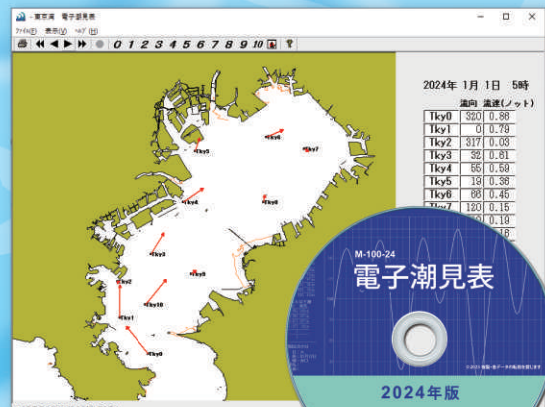 - 東京湾 電子潮見表
ファイル(F) 表示(V) ヘルプ(H)
0 1 2 3 4 5 6 7 8 9 10
2024年 1月 1日 5時
流向 流速(ノット)
Tky0 320 0.86
Tky1 0 0.79
Tky2 317 0.03
Tky3 32 0.61
Tky4 55 0.59
Tky5 19 0.36
Tky6 66 0.45
Tky7 120 0.15
0.19
Tky5
Tky6
Tky7
Tky4
Tky8
Tky3
Tky9
Tky2
Tky10
Tky1
Tky0
M-100-24
電子潮見表
2024年版